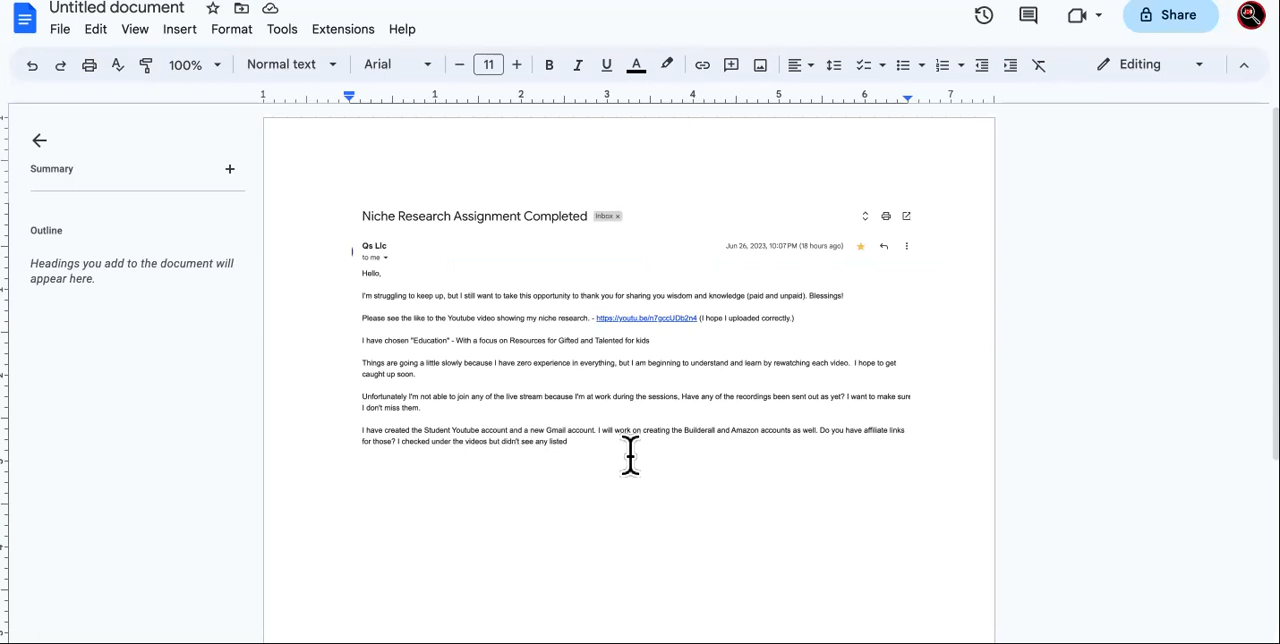 Untitled document
File Edit View Insert Format Tools Extensions Help
Share
100% Normal text Arial 11 B I U A Editing
1 1 2 3 4 5 6 7
Summary
Outline
Headings you add to the document will
appear here.
Niche Research Assignment Completed Inbox x
Qs Llc Jun 26, 2023, 10:07 PM (18 hours ago)
to me
Hello,
I'm struggling to keep up, but I still want to take this opportunity to thank you for sharing you wisdom and knowledge (paid and unpaid). Blessings!
Please see the like to the Youtube video showing my niche research. - https://youtu.be/n7gccUDb2n4 (I hope I uploaded correctly.)
I have chosen "Education" - With a focus on Resources for Gifted and Talented for kids
Things are going a little slowly because I have zero experience in everything, but I am beginning to understand and learn by rewatching each video. I hope to get
caught up soon.
Unfortunately I'm not able to join any of the live stream because I'm at work during the sessions, Have any of the recordings been sent out as yet? I want to make sure
I don't miss them.
I have created the Student Youtube account and a new Gmail account. I will work on creating the Builderall and Amazon accounts as well. Do you have affiliate links
for those? I checked under the videos but didn't see any listed